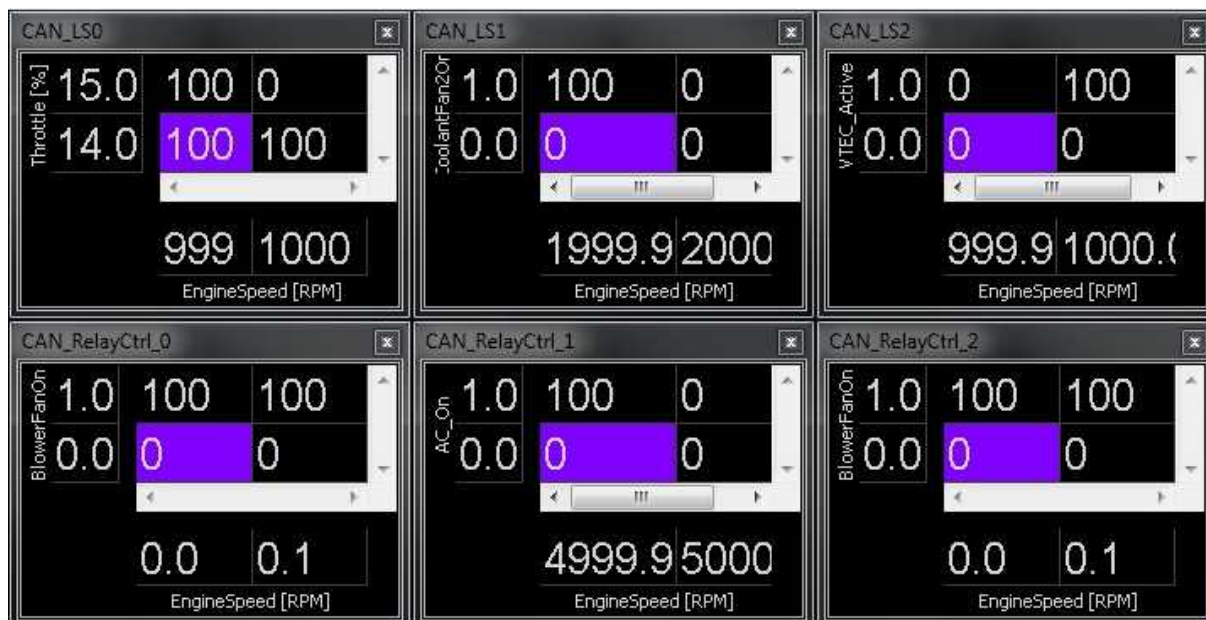 CAN_LS0
Throttle [%]
15.0 100 0
14.0 100 100
999 1000
EngineSpeed [RPM]
CAN_LS1
CoolantFan2On
1.0 100 0
0.0 0 0
1999.9 2000
EngineSpeed [RPM]
CAN_LS2
VTEC_Active
1.0 0 100
0.0 0 0
999.9 1000.0
EngineSpeed [RPM]
CAN_RelayCtrl_0
BlowerFanOn
1.0 100 100
0.0 0 0
0.0 0.1
EngineSpeed [RPM]
CAN_RelayCtrl_1
AC_On
1.0 100 0
0.0 0 0
4999.9 5000
EngineSpeed [RPM]
CAN_RelayCtrl_2
BlowerFanOn
1.0 100 100
0.0 0 0
0.0 0.1
EngineSpeed [RPM]